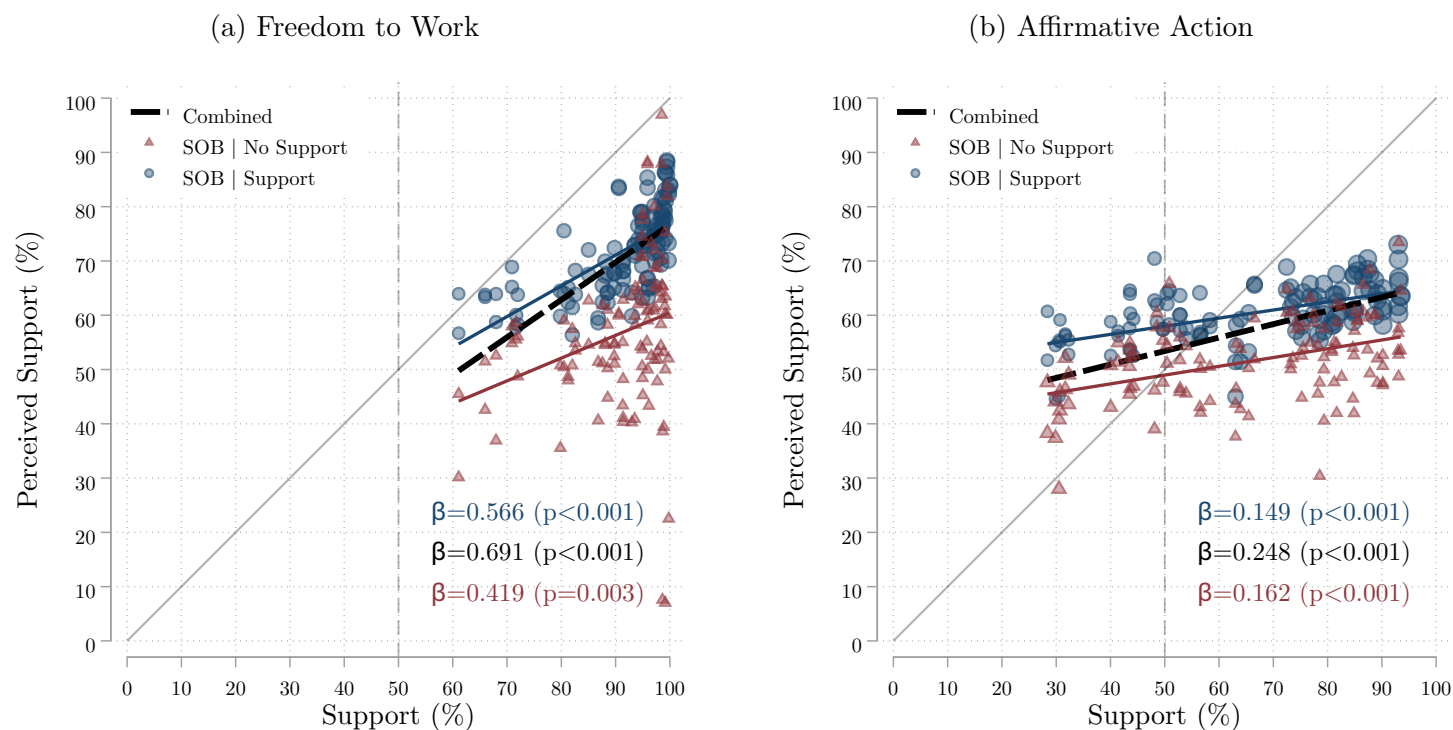 (a) Freedom to Work
Perceived Support (%)
100
90
80
70
60
50
40
30
20
10
0
Combined
SOB | No Support
SOB | Support
β=0.566 (p<0.001)
β=0.691 (p<0.001)
β=0.419 (p=0.003)
0 10 20 30 40 50 60 70 80 90 100
Support (%)
(b) Affirmative Action
Perceived Support (%)
100
90
80
70
60
50
40
30
20
10
0
Combined
SOB | No Support
SOB | Support
β=0.149 (p<0.001)
β=0.248 (p<0.001)
β=0.162 (p<0.001)
0 10 20 30 40 50 60 70 80 90 100
Support (%)